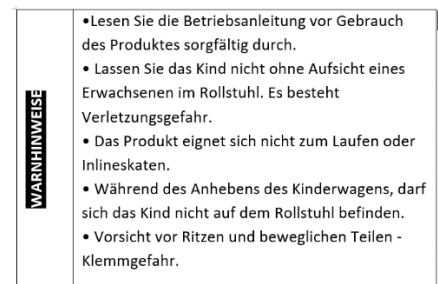 WARNHINWEISE
•Lesen Sie die Betriebsanleitung vor Gebrauch
des Produktes sorgfältig durch.
• Lassen Sie das Kind nicht ohne Aufsicht eines
Erwachsenen im Rollstuhl. Es besteht
Verletzungsgefahr.
• Das Produkt eignet sich nicht zum Laufen oder
Inlineskaten.
• Während des Anhebens des Kinderwagens, darf
sich das Kind nicht auf dem Rollstuhl befinden.
• Vorsicht vor Ritzen und beweglichen Teilen -
Klemmgefahr.